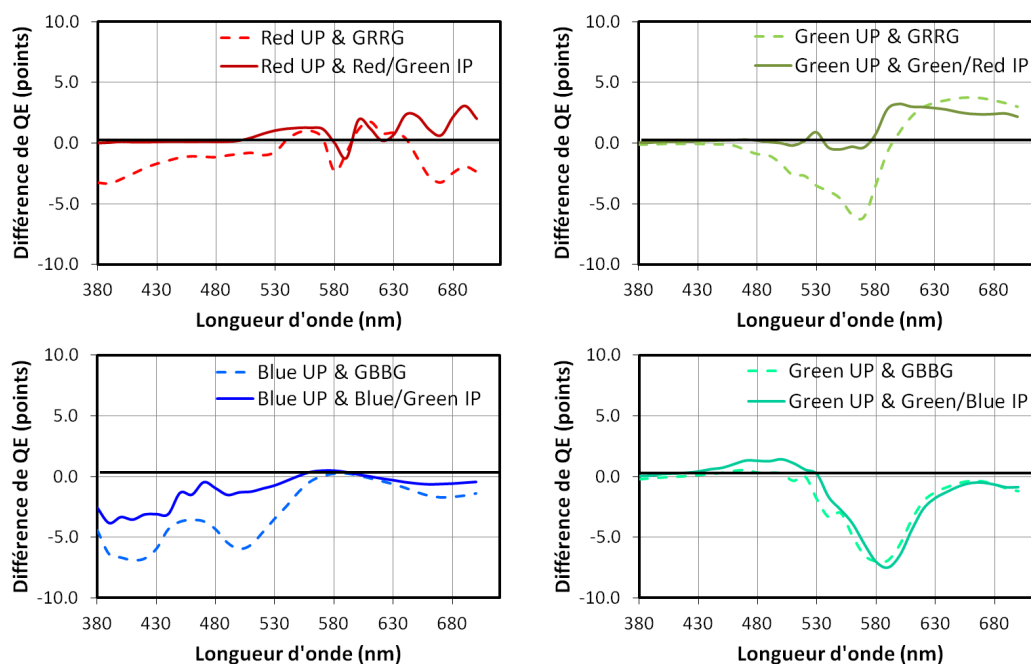 10.0
5.0
0.0
-5.0
-10.0
Différence de QE (points)
Red UP & GRRG
Red UP & Red/Green IP
380 430 480 530 580 630 680
Longueur d'onde (nm)
10.0
5.0
0.0
-5.0
-10.0
Différence de QE (points)
Green UP & GRRG
Green UP & Green/Red IP
380 430 480 530 580 630 680
Longueur d'onde (nm)
10.0
5.0
0.0
-5.0
-10.0
Différence de QE (points)
Blue UP & GBBG
Blue UP & Blue/Green IP
380 430 480 530 580 630 680
Longueur d'onde (nm)
10.0
5.0
0.0
-5.0
-10.0
Différence de QE (points)
Green UP & GBBG
Green UP & Green/Blue IP
380 430 480 530 580 630 680
Longueur d'onde (nm)